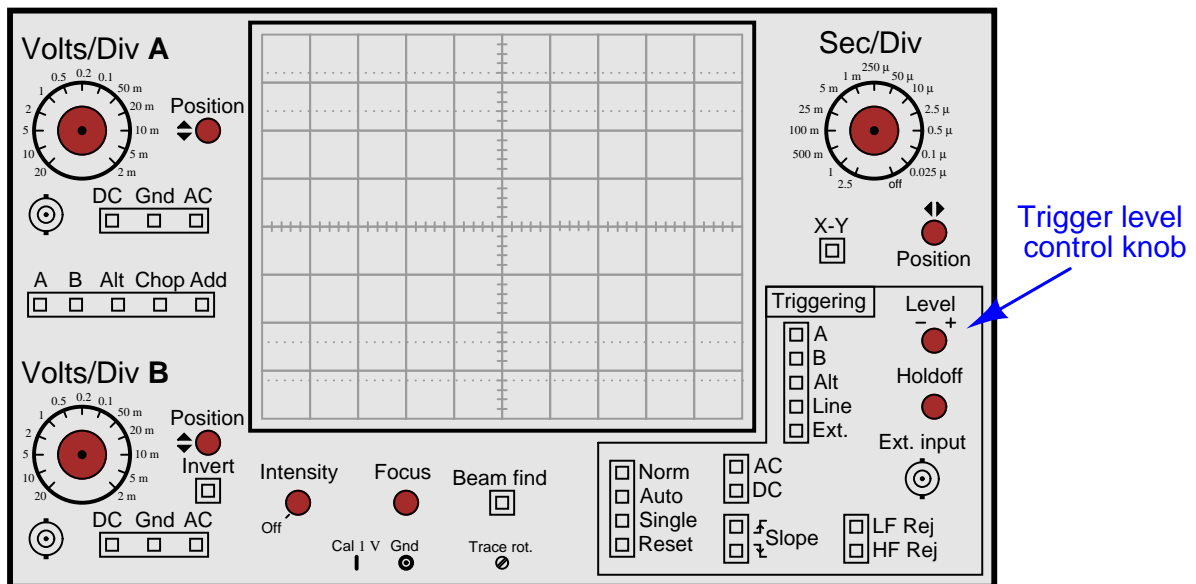 Volts/Div A
0.5 0.2 0.1
1 50 m
2 20 m
5 10 m
10 5 m
20 2 m
Position
DC Gnd AC
A B Alt Chop Add
Volts/Div B
0.5 0.2 0.1
1 50 m
2 20 m
5 10 m
10 5 m
20 2 m
Position
Invert
DC Gnd AC
Intensity
Off
Focus
Beam find
Cal 1 V Gnd
Trace rot.
Sec/Div
250 µ
1 m 50 µ
5 m 10 µ
25 m 2.5 µ
100 m 0.5 µ
500 m 0.1 µ
1 0.025 µ
2.5 off
X-Y
Position
Triggering
A
B
Alt
Line
Ext.
Level
− +
Holdoff
Ext. input
Norm
Auto
Single
Reset
AC
DC
Slope
LF Rej
HF Rej
Trigger level
control knob